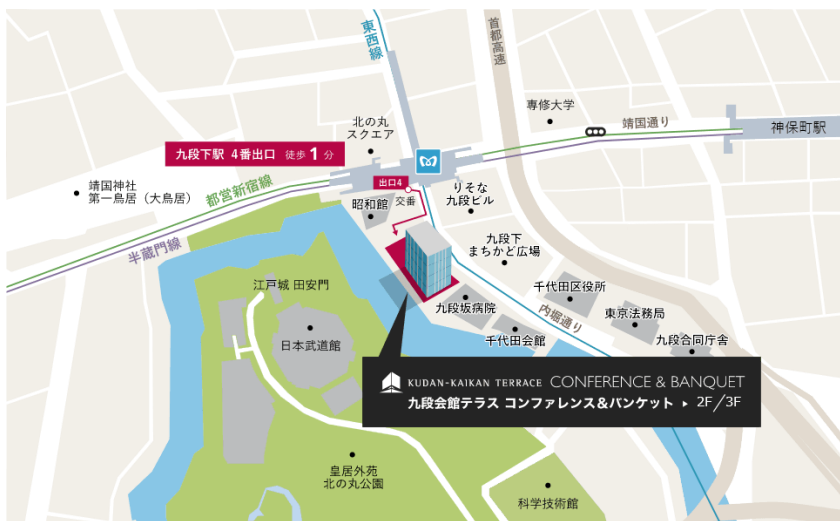 東西線
首都高速
専修大学
靖国通り
神保町駅
北の丸
スクエア
九段下駅 4番出口 徒歩 1 分
出口4
交番
りそな
九段ビル
靖国神社
第一鳥居（大鳥居）
都営新宿線
半蔵門線
昭和館
九段下
まちかど広場
江戸城 田安門
千代田区役所
九段坂病院
内堀通り
東京法務局
日本武道館
千代田会館
九段合同庁舎
KUDAN-KAIKAN TERRACE CONFERENCE & BANQUET
九段会館テラス コンファレンス&バンケット ▶ 2F/3F
皇居外苑
北の丸公園
科学技術館